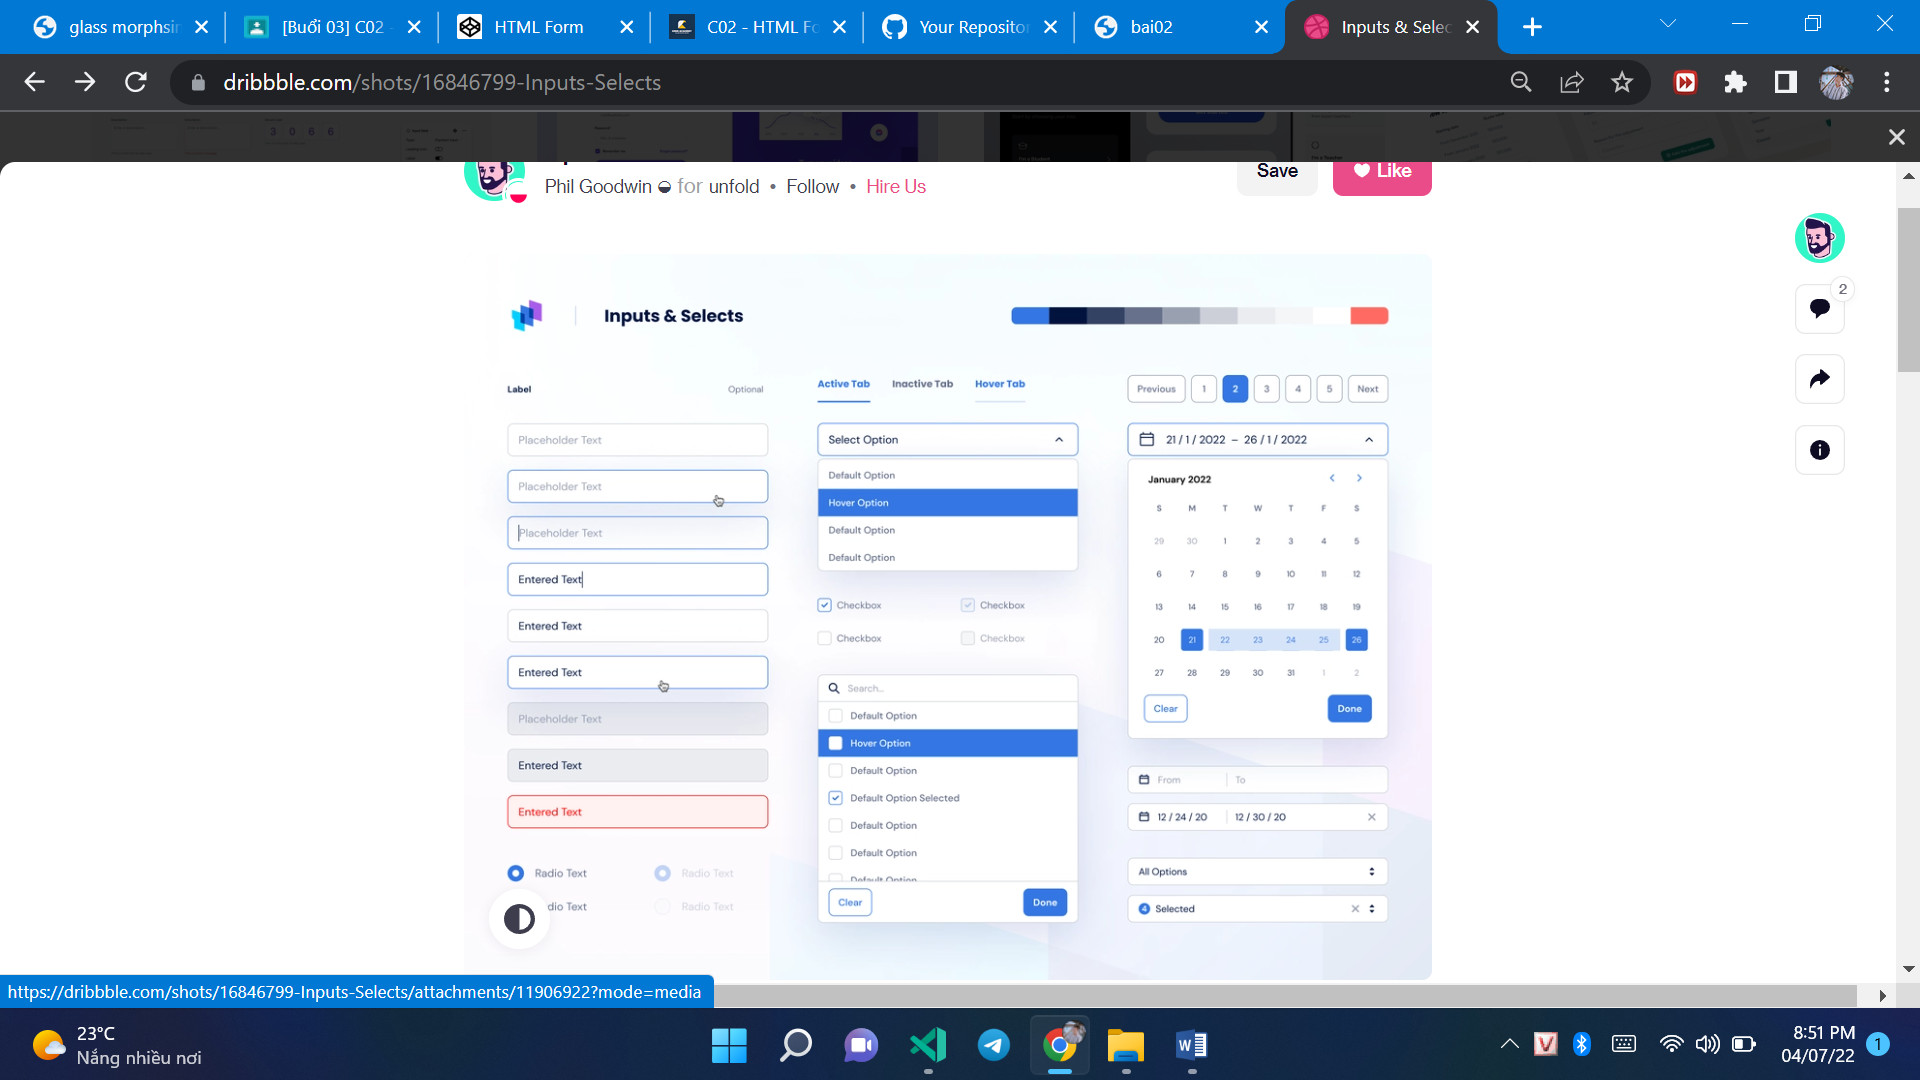 glass morphsin
[Buổi 03] C02 -
HTML Form
C02 - HTML Fo
Your Repositor
bai02
Inputs & Selec
dribbble.com/shots/16846799-Inputs-Selects
3 0 6 6
Phil Goodwin for unfold • Follow • Hire Us
Save
Like
2
Inputs & Selects
Label
Optional
Placeholder Text
Placeholder Text
Placeholder Text
Entered Text
Entered Text
Entered Text
Placeholder Text
Entered Text
Entered Text
Radio Text
Radio Text
dio Text
Radio Text
Active Tab
Inactive Tab
Hover Tab
Select Option
Default Option
Hover Option
Default Option
Default Option
Checkbox
Checkbox
Checkbox
Checkbox
Search...
Default Option
Hover Option
Default Option
Default Option Selected
Default Option
Default Option
Default Option
Clear
Done
Previous 1 2 3 4 5 Next
21 / 1 / 2022 – 26 / 1 / 2022
January 2022
S M T W T F S
29 30 1 2 3 4 5
6 7 8 9 10 11 12
13 14 15 16 17 18 19
20 21 22 23 24 25 26
27 28 29 30 31 1 2
Clear
Done
From
To
12 / 24 / 20
12 / 30 / 20
All Options
4 Selected
https://dribbble.com/shots/16846799-Inputs-Selects/attachments/11906922?mode=media
23°C
Nắng nhiều nơi
8:51 PM
04/07/22
1